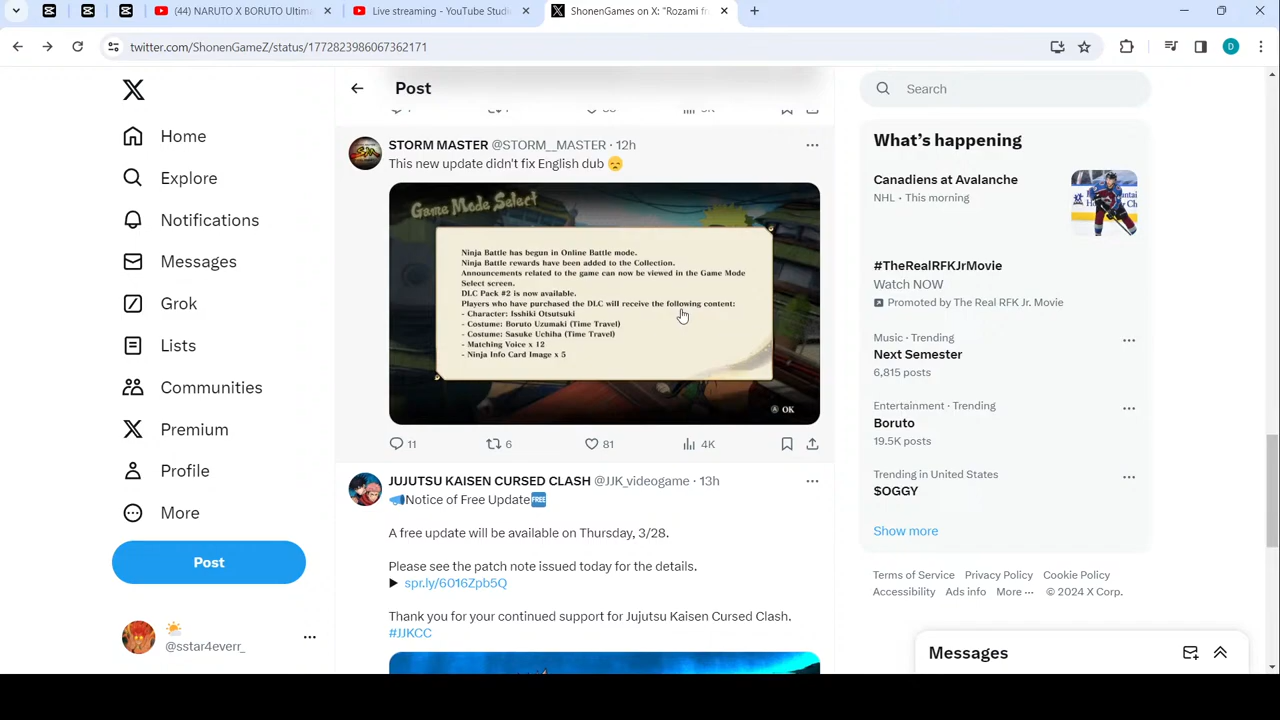 (44) NARUTO X BORUTO Ultima
Live streaming - YouTube Studi
ShonenGames on X: "Rozami fr
twitter.com/ShonenGameZ/status/1772823986067362171
D
Home
Explore
Notifications
Messages
Grok
Lists
Communities
Premium
Profile
More
Post
@sstar4everr_
Post
STORM MASTER @STORM__MASTER · 12h
This new update didn't fix English dub
Game Mode Select
Ninja Battle has begun in Online Battle mode.
Ninja Battle rewards have been added to the Collection.
Announcements related to the game can now be viewed in the Game Mode
Select screen.
DLC Pack #2 is now available.
Players who have purchased the DLC will receive the following content:
- Character: Isshiki Otsutsuki
- Costume: Boruto Uzumaki (Time Travel)
- Costume: Sasuke Uchiha (Time Travel)
- Matching Voice x 12
- Ninja Info Card Image x 5
A OK
11 6 81 4K
JUJUTSU KAISEN CURSED CLASH @JJK_videogame · 13h
Notice of Free Update FREE
A free update will be available on Thursday, 3/28.
Please see the patch note issued today for the details.
▶ spr.ly/6016Zpb5Q
Thank you for your continued support for Jujutsu Kaisen Cursed Clash.
#JJKCC
Search
What's happening
Canadiens at Avalanche
NHL · This morning
#TheRealRFKJrMovie
Watch NOW
Promoted by The Real RFK Jr. Movie
Music · Trending
Next Semester
6,815 posts
Entertainment · Trending
Boruto
19.5K posts
Trending in United States
$OGGY
Show more
Terms of Service Privacy Policy Cookie Policy
Accessibility Ads info More ··· © 2024 X Corp.
Messages